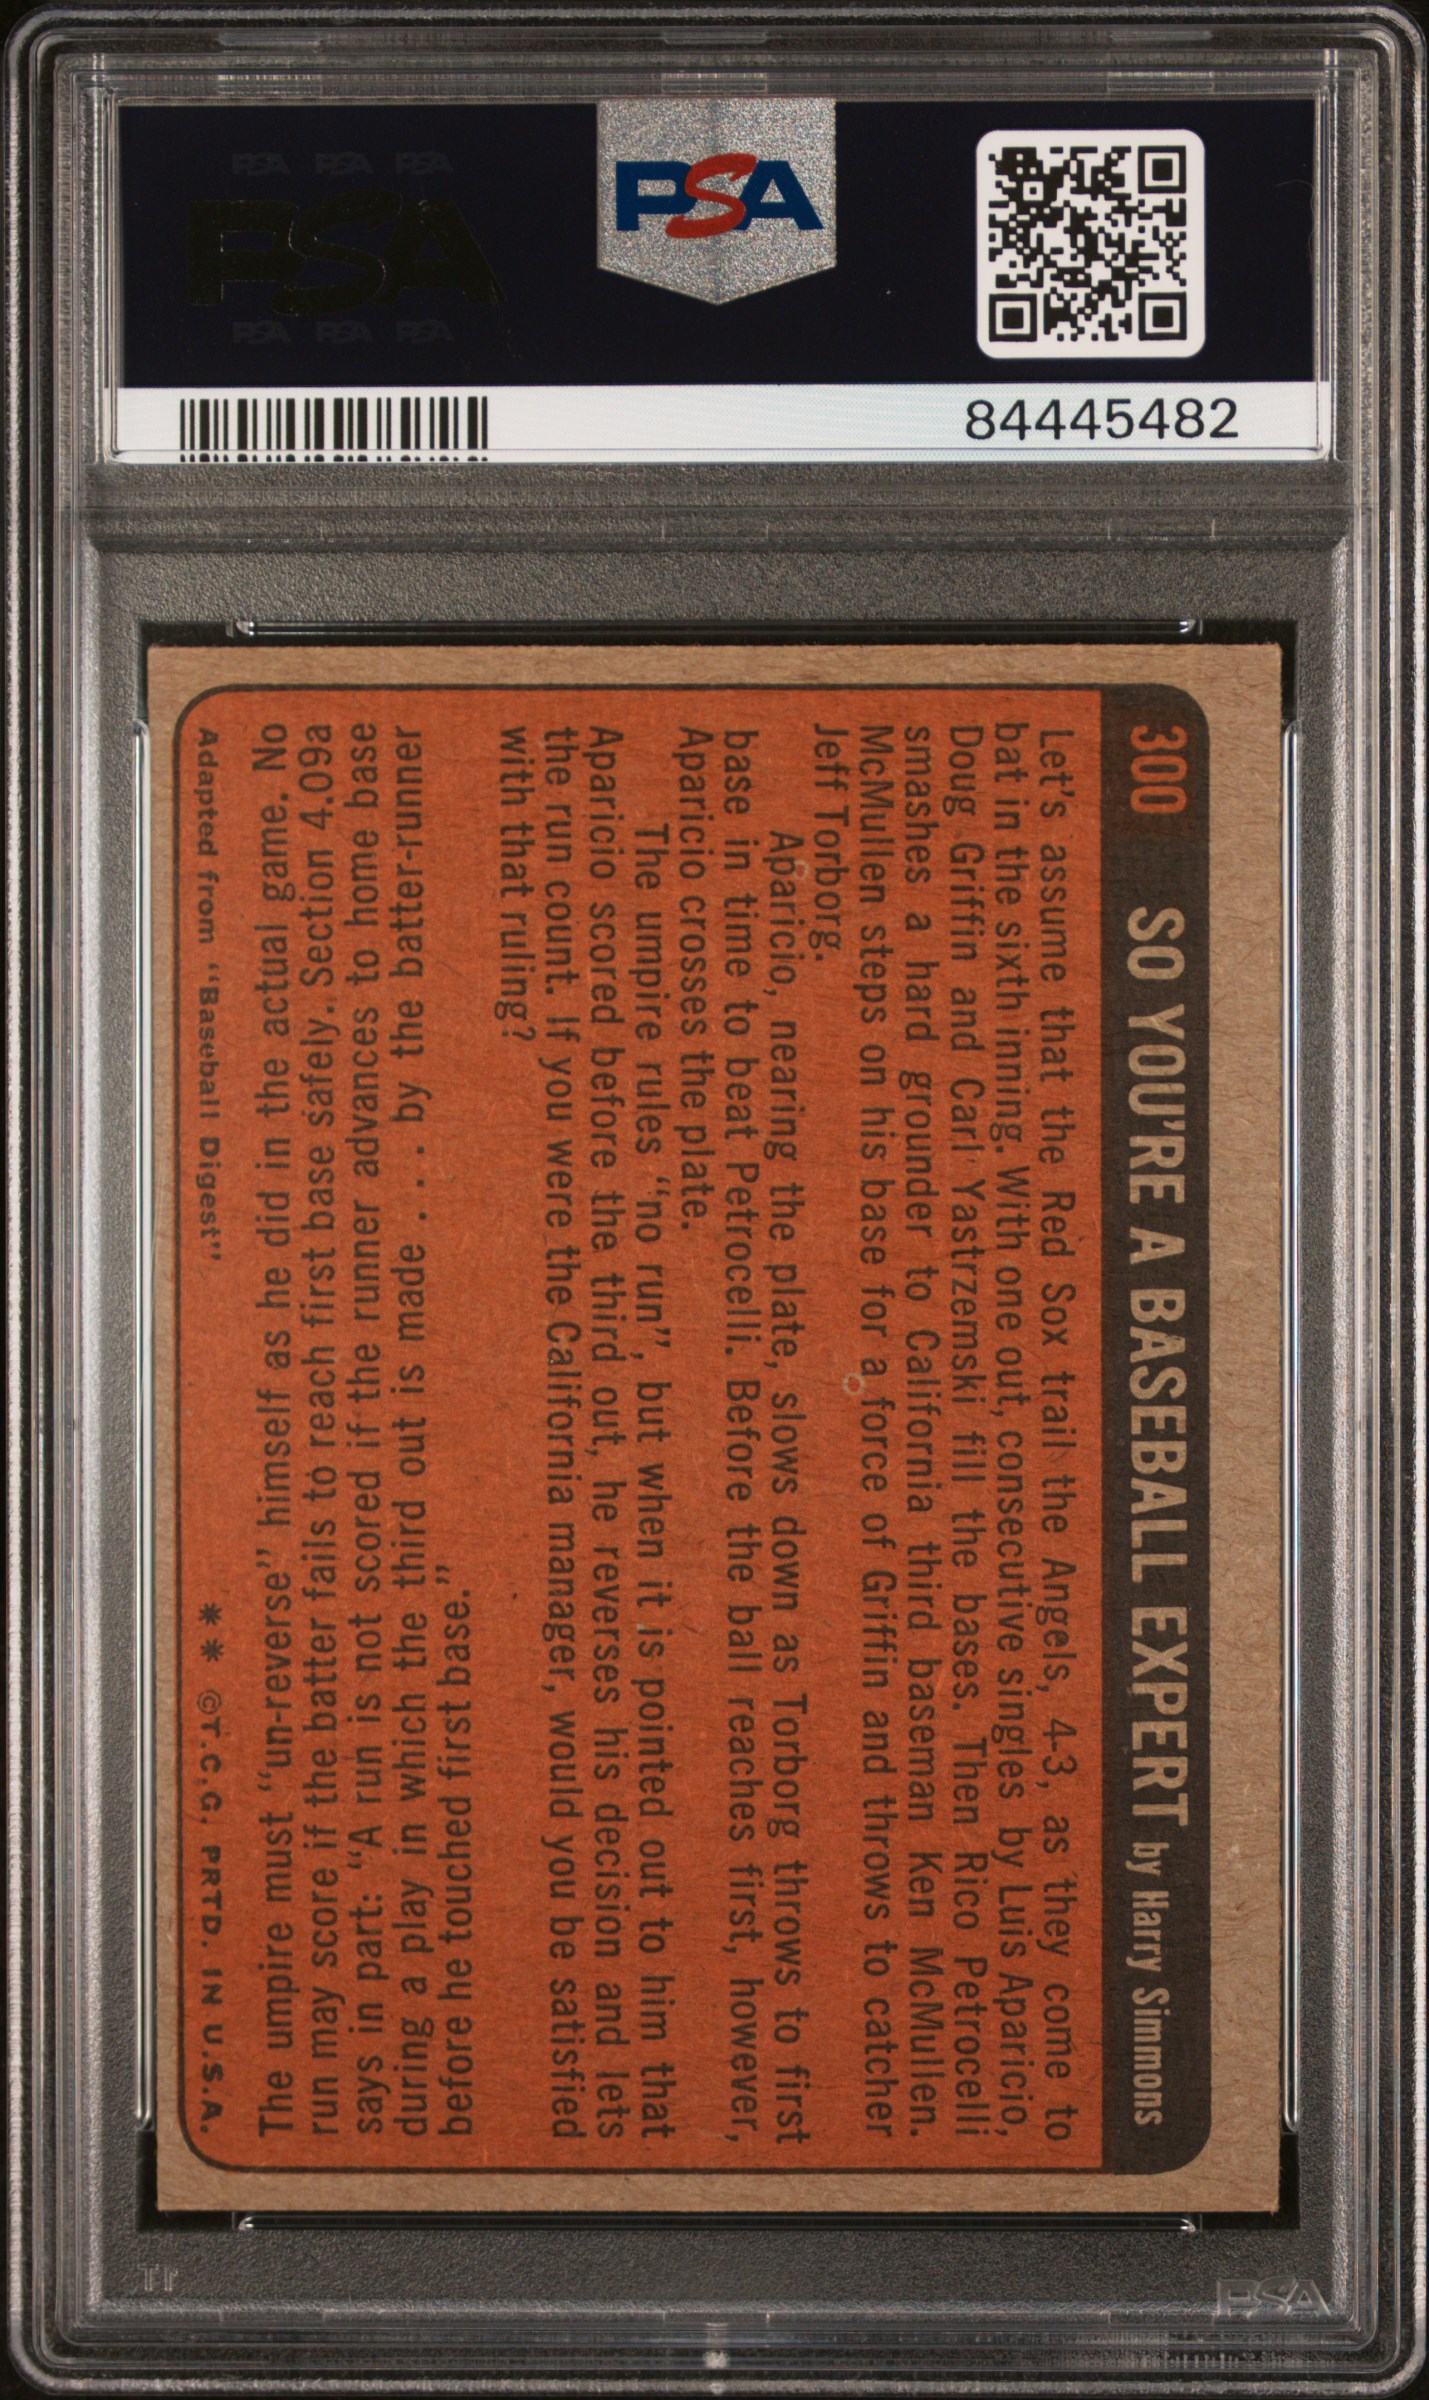 PSA PSA PSA
PSA
PSA PSA PSA
PSA
84445482
300 SO YOU'RE A BASEBALL EXPERT by Harry Simmons
Let's assume that the Red Sox trail the Angels, 4-3, as they come to
bat in the sixth inning. With one out, consecutive singles by Luis Aparicio,
Doug Griffin and Carl Yastrzemski fill the bases. Then Rico Petrocelli
smashes a hard grounder to California third baseman Ken McMullen.
McMullen steps on his base for a force of Griffin and throws to catcher
Jeff Torborg.
Aparicio, nearing the plate, slows down as Torborg throws to first
base in time to beat Petrocelli. Before the ball reaches first, however,
Aparicio crosses the plate.
The umpire rules "no run", but when it is pointed out to him that
Aparicio scored before the third out, he reverses his decision and lets
the run count. If you were the California manager, would you be satisfied
with that ruling?
The umpire must "un-reverse" himself as he did in the actual game. No
run may score if the batter fails to reach first base safely. Section 4.09a
says in part: "A run is not scored if the runner advances to home base
during a play in which the third out is made . . . by the batter-runner
before he touched first base."
Adapted from "Baseball Digest" ** ©T.C.G. PRTD. IN U.S.A.
PSA